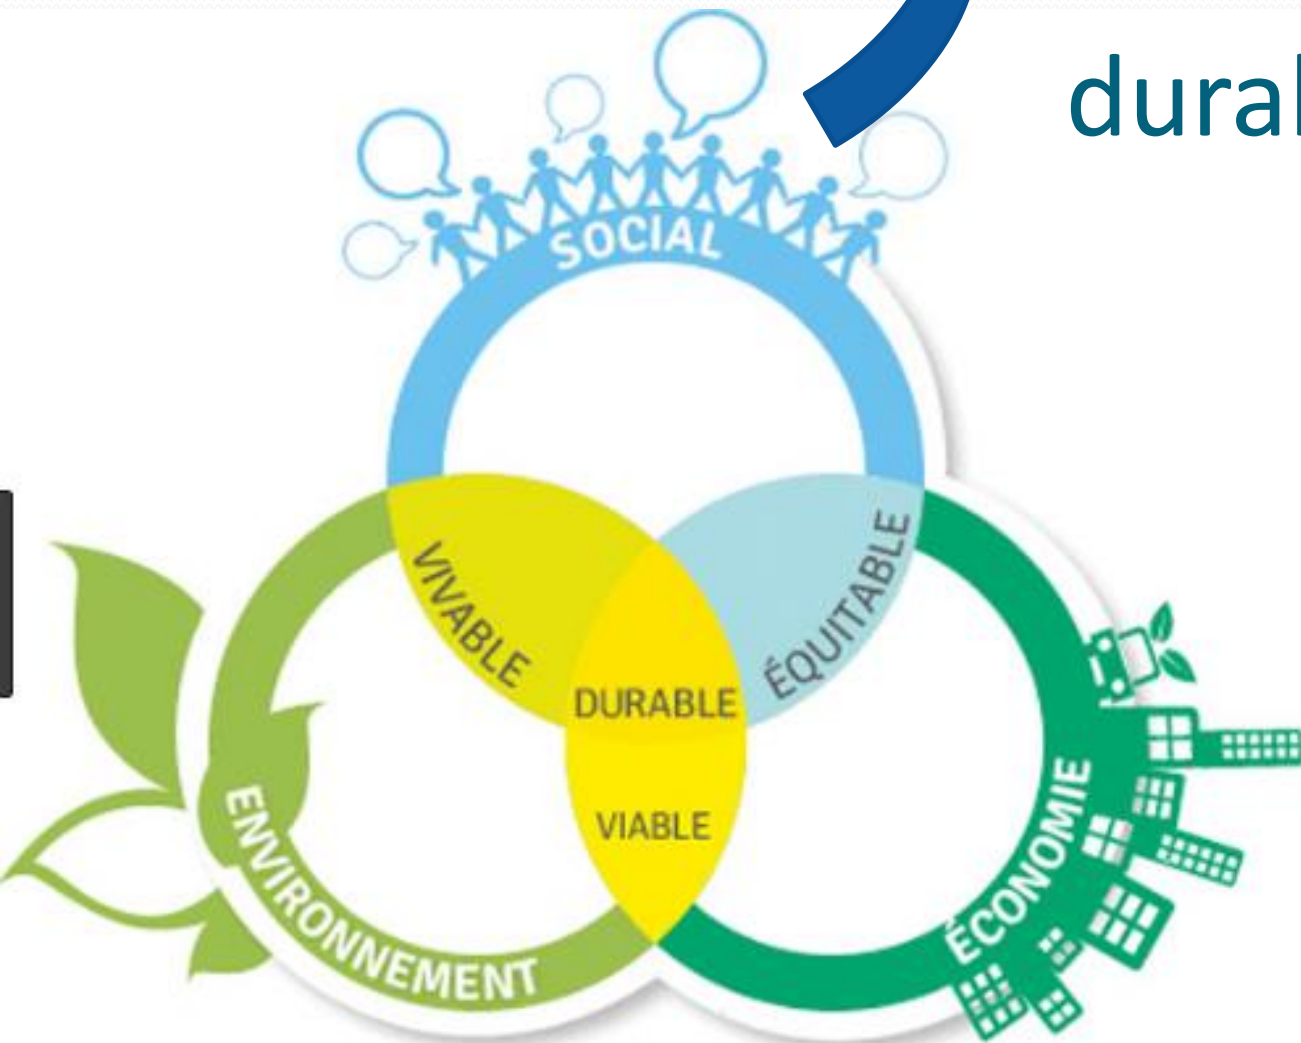 dural
SOCIAL
VIVABLE
ÉQUITABLE
DURABLE
VIABLE
ENVIRONNEMENT
ÉCONOMIE